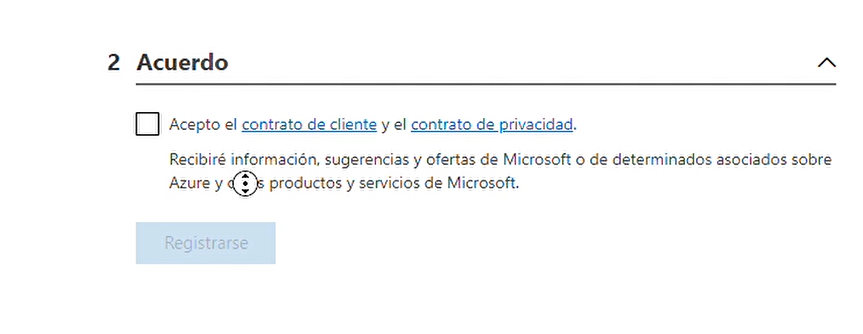 2 Acuerdo
Acepto el contrato de cliente y el contrato de privacidad.
Recibiré información, sugerencias y ofertas de Microsoft o de determinados asociados sobre
Azure y productos y servicios de Microsoft.
Registrarse